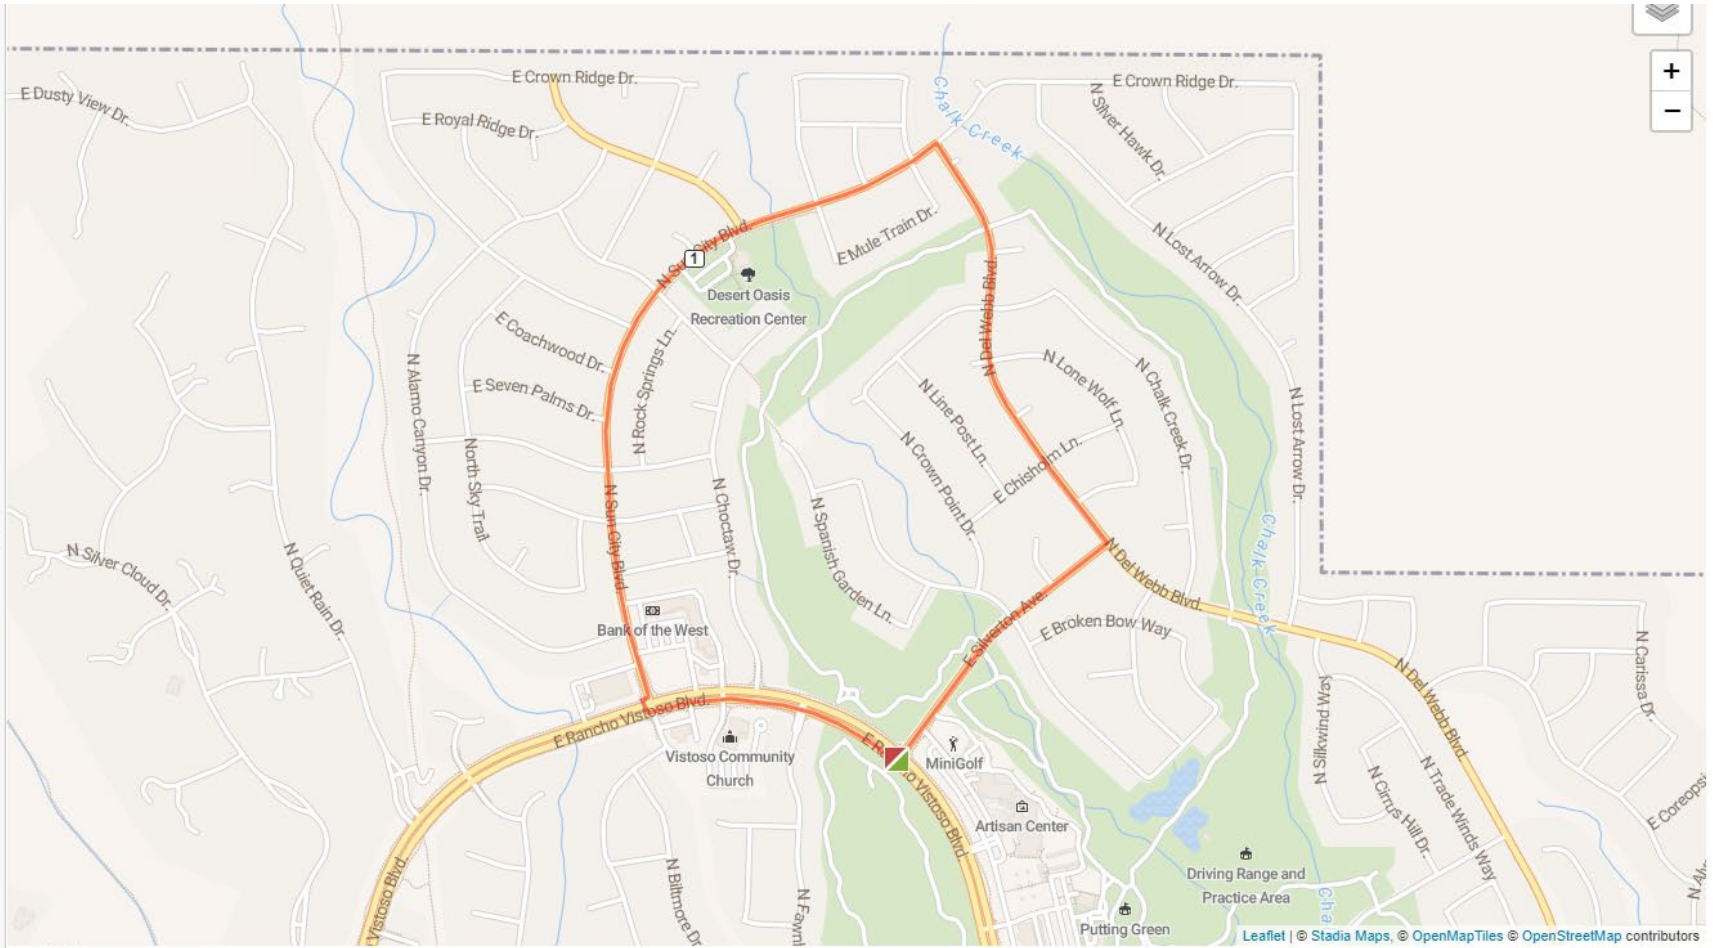 E Crown Ridge Dr.
E Crown Ridge Dr.
+
−
E Dusty View Dr.
E Royal Ridge Dr.
Chalk Creek
N Silver Hawk Dr.
E Mule Train Dr.
N Sun City Blvd.
1
N Lost Arrow Dr.
Desert Oasis
Recreation Center
N Del Webb Blvd.
E Coachwood Dr.
N Rock Springs Ln.
E Seven Palms Dr.
N Alamo Canyon Dr.
N Lone Wolf Ln.
N Chalk Creek Dr.
N Line Post Ln.
N Lost Arrow Dr.
North Sky Trail
N Crown Point Dr.
E Chisholm Ln.
N Sun City Blvd.
N Choctaw Dr.
N Spanish Garden Ln.
Chalk Creek
N Silver Cloud Dr.
N Quiet Rain Dr.
N Del Webb Blvd.
Bank of the West
E Silverton Ave.
E Broken Bow Way
N Carissa Dr.
N Del Webb Blvd.
E Rancho Vistoso Blvd.
N Silkwind Way
Vistoso Community
Church
MiniGolf
E Rancho Vistoso Blvd.
N Cirrus Hill Dr.
N Trade Winds Way
E Coreopsi
Artisan Center
Vistoso Blvd.
N Biltmore Dr
Driving Range and
Practice Area
Putting Green
Cha
Leaflet | © Stadia Maps, © OpenMapTiles © OpenStreetMap contributors